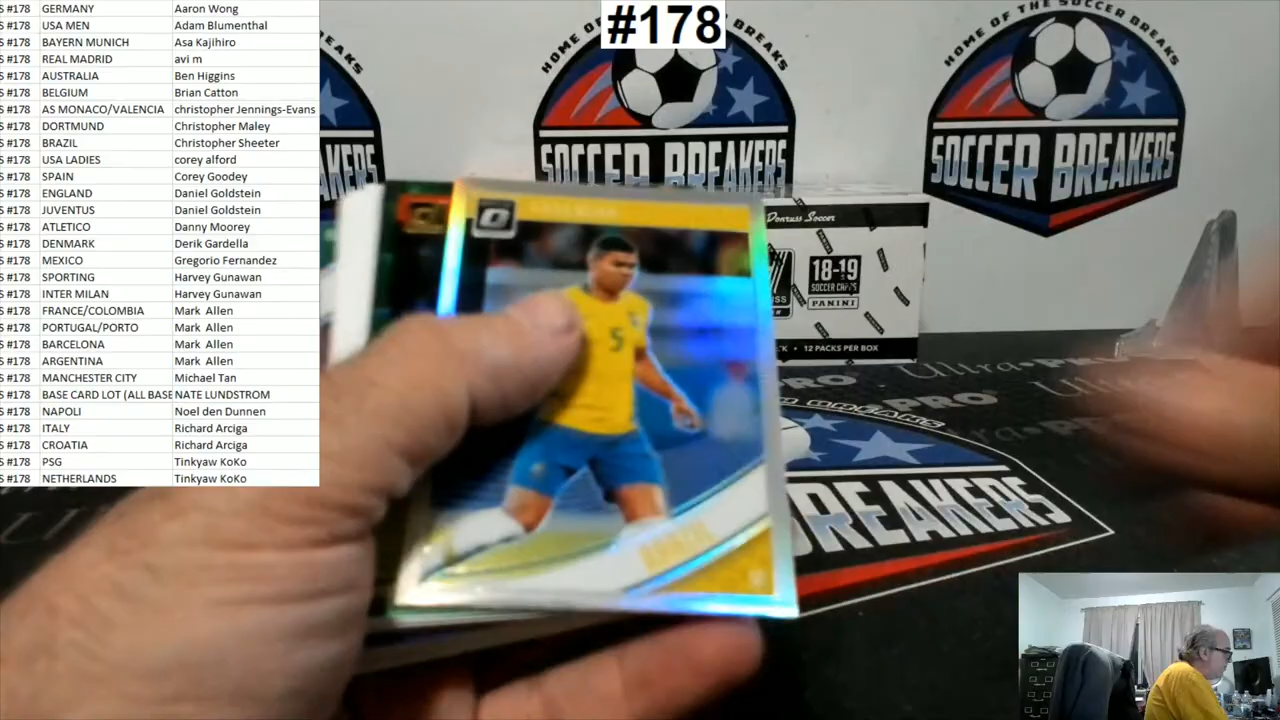 #178
S #178 GERMANY Aaron Wong
S #178 USA MEN Adam Blumenthal
S #178 BAYERN MUNICH Asa Kajihiro
S #178 REAL MADRID avi m
S #178 AUSTRALIA Ben Higgins
S #178 BELGIUM Brian Catton
S #178 AS MONACO/VALENCIA christopher Jennings-Evans
S #178 DORTMUND Christopher Maley
S #178 BRAZIL Christopher Sheeter
S #178 USA LADIES corey alford
S #178 SPAIN Corey Goodey
S #178 ENGLAND Daniel Goldstein
S #178 JUVENTUS Daniel Goldstein
S #178 ATLETICO Danny Moorey
S #178 DENMARK Derik Gardella
S #178 MEXICO Gregorio Fernandez
S #178 SPORTING Harvey Gunawan
S #178 INTER MILAN Harvey Gunawan
S #178 FRANCE/COLOMBIA Mark Allen
S #178 PORTUGAL/PORTO Mark Allen
S #178 BARCELONA Mark Allen
S #178 ARGENTINA Mark Allen
S #178 MANCHESTER CITY Michael Tan
S #178 BASE CARD LOT (ALL BASE NATE LUNDSTROM
S #178 NAPOLI Noel den Dunnen
S #178 ITALY Richard Arciga
S #178 CROATIA Richard Arciga
S #178 PSG Tinkyaw KoKo
S #178 NETHERLANDS Tinkyaw KoKo
HOME OF THE SOCCER BREAKS
SOCCER BREAKERS
HOME OF THE SOCCER BREAKS
SOCCER BREAKERS
Donruss Soccer
18-19
SOCCER CARDS
PANINI
12 PACKS PER BOX
5
Ultra PRO
BREAKERS